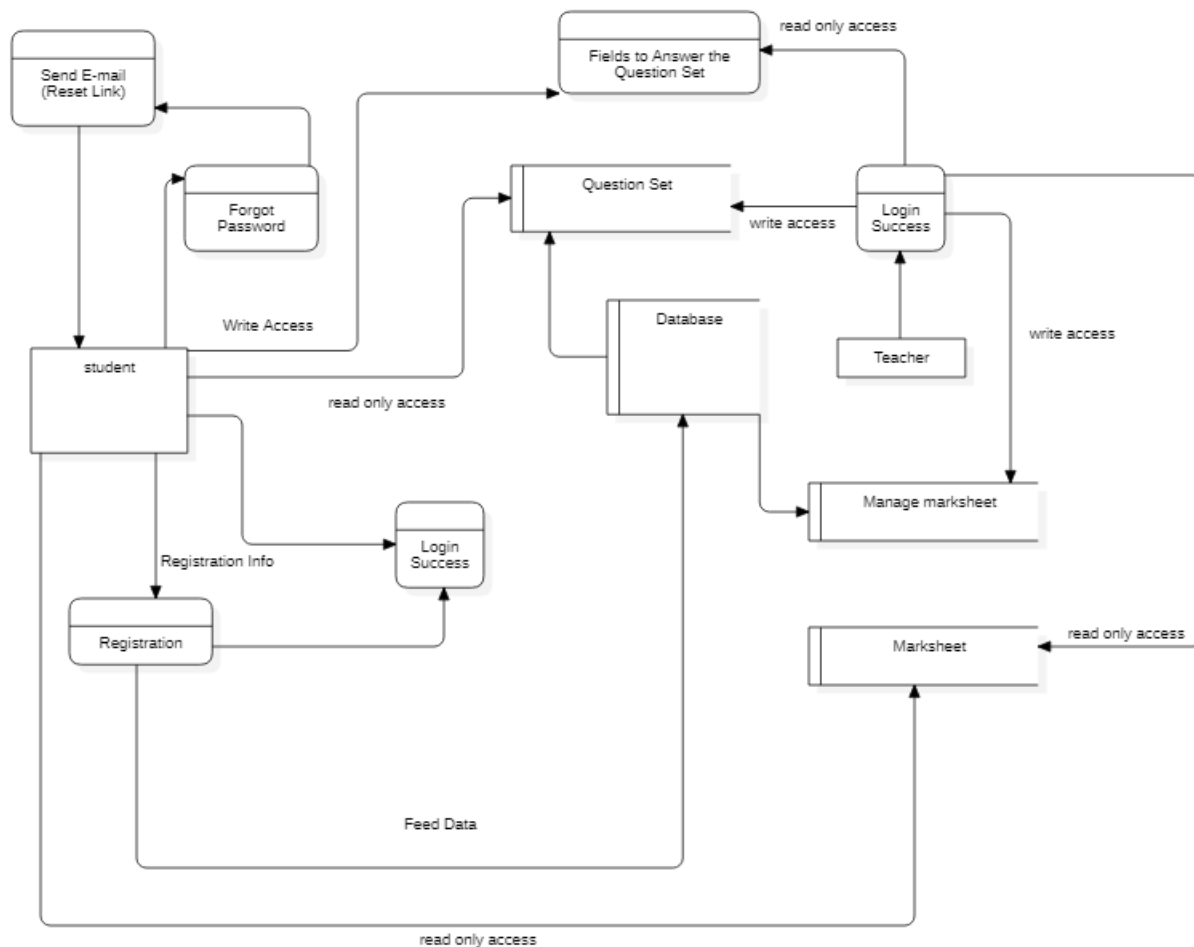 read only access
Send E-mail
(Reset Link)
Fields to Answer the
Question Set
Forgot
Password
Question Set
Login
Success
write access
Write Access
Database
Teacher
write access
student
read only access
Manage marksheet
Login
Success
Registration Info
Registration
Marksheet
read only access
Feed Data
read only access